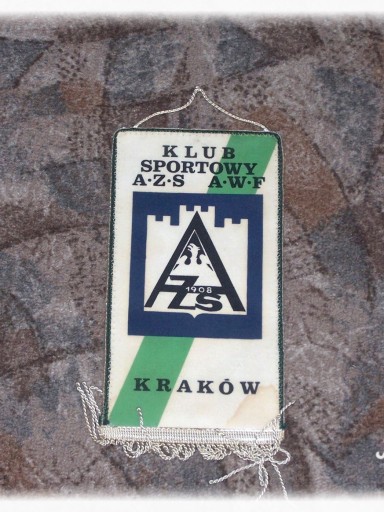 KLUB
SPORTOWY
A·Z·S A·W·F
1908
AZS
KRAKÓW